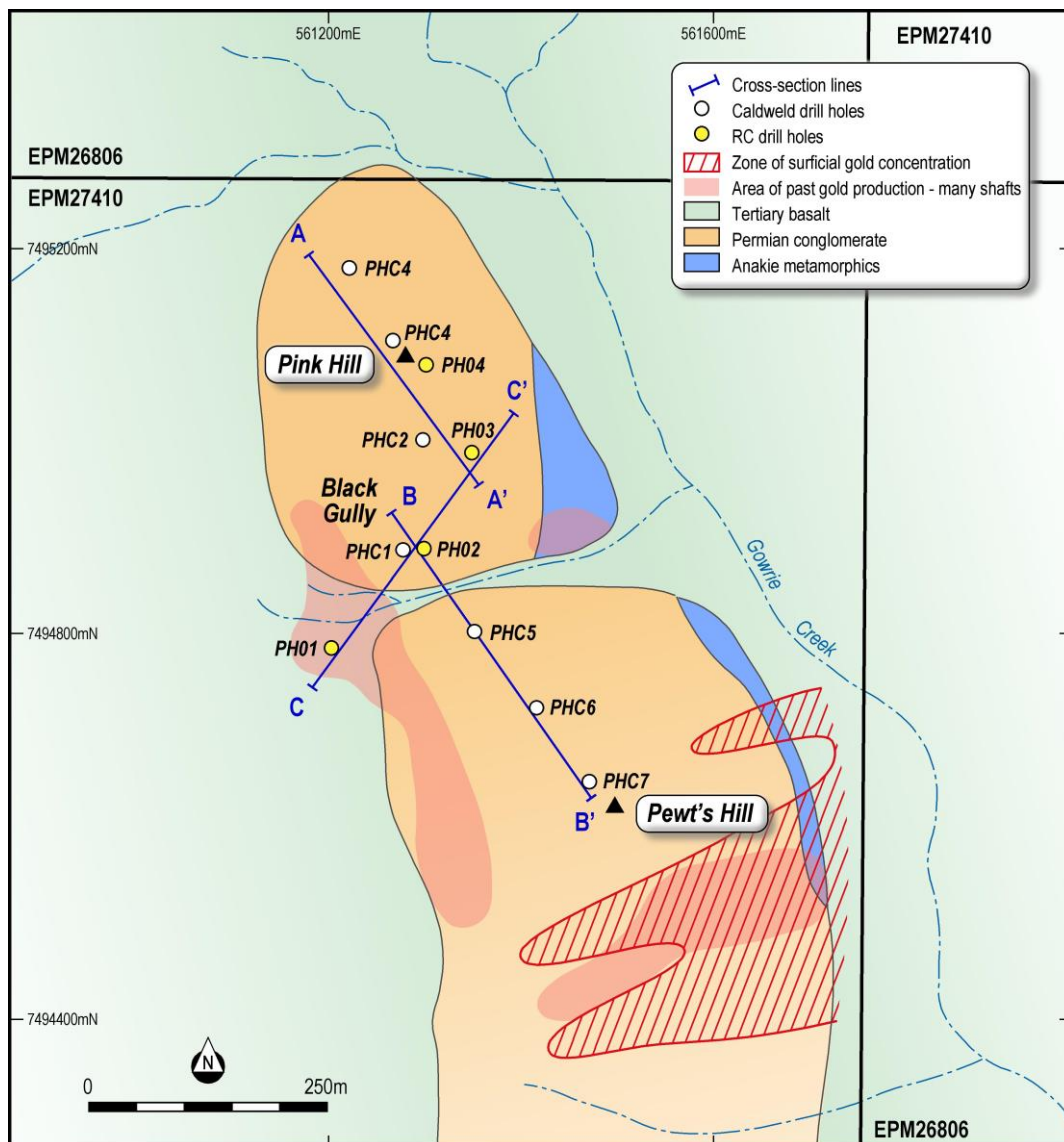 561200mE
561600mE
EPM27410
Cross-section lines
Caldweld drill holes
RC drill holes
Zone of surficial gold concentration
Area of past gold production - many shafts
Tertiary basalt
Permian conglomerate
Anakie metamorphics
EPM26806
EPM27410
7495200mN
A
PHC4
PHC4
Pink Hill
PH04
C’
PHC2
PH03
A’
Black
Gully
B
PHC1
PH02
Gowrie
Creek
7494800mN
PHC5
PH01
C
PHC6
PHC7
B’
Pewt’s Hill
7494400mN
N
0
250m
EPM26806